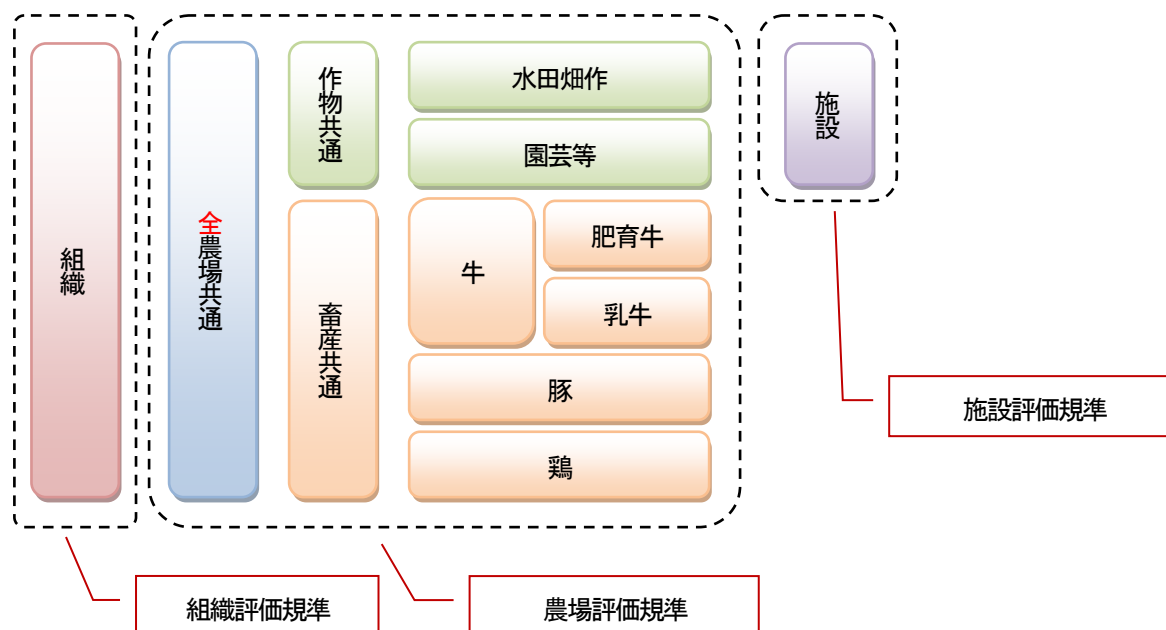 組織
全農場共通
作物共通
畜産共通
水田畑作
園芸等
牛
肥育牛
乳牛
豚
鶏
施設
施設評価規準
組織評価規準
農場評価規準